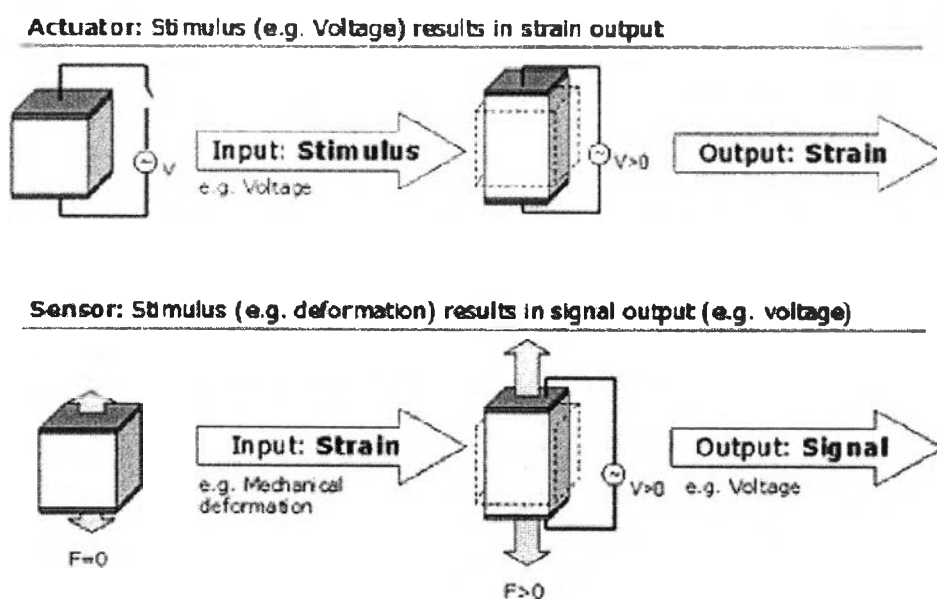 Actuator: Stimulus (e.g. Voltage) results in strain output
V
Input: Stimulus
e.g. Voltage
V>0
Output: Strain
Sensor: Stimulus (e.g. deformation) results in signal output (e.g. voltage)
F=0
Input: Strain
e.g. Mechanical
deformation
F>0
V>0
Output: Signal
e.g. Voltage